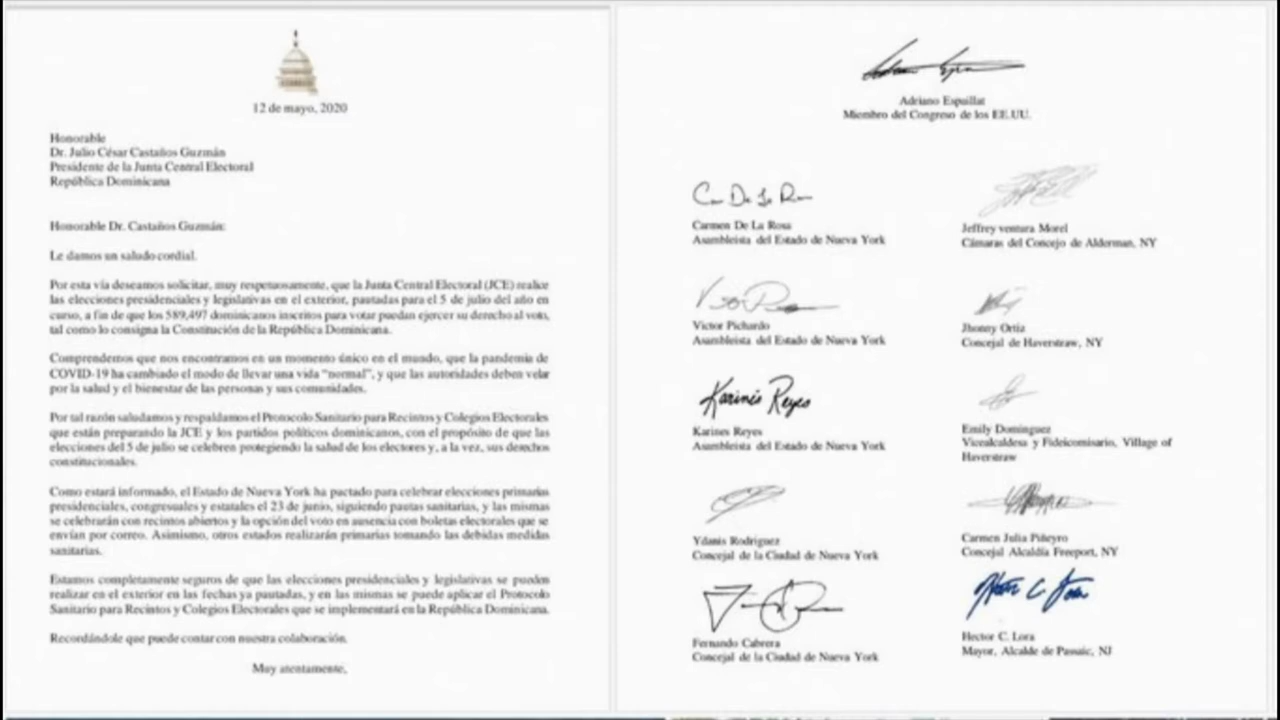 12 de mayo, 2020
Honorable
Dr. Julio César Castaños Guzmán
Presidente de la Junta Central Electoral
República Dominicana
Honorable Dr. Castaños Guzmán:
Le damos un saludo cordial.
Por esta vía deseamos solicitar, muy respetuosamente, que la Junta Central Electoral (JCE) realice
las elecciones presidenciales y legislativas en el exterior, pautadas para el 5 de julio del año en
curso, a fin de que los 589,497 dominicanos inscritos para votar puedan ejercer su derecho al voto,
tal como lo consigna la Constitución de la República Dominicana.
Comprendemos que nos encontramos en un momento único en el mundo, que la pandemia de
COVID-19 ha cambiado el modo de llevar una vida “normal”, y que las autoridades deben velar
por la salud y el bienestar de las personas y sus comunidades.
Por tal razón saludamos y respaldamos el Protocolo Sanitario para Recintos y Colegios Electorales
que están preparando la JCE y los partidos políticos dominicanos, con el propósito de que las
elecciones del 5 de julio se celebren protegiendo la salud de los electores y, a la vez, sus derechos
constitucionales.
Como estará informado, el Estado de Nueva York ha pactado para celebrar elecciones primarias
presidenciales, congresuales y estatales el 23 de junio, siguiendo pautas sanitarias, y las mismas
se celebrarán con recintos abiertos y la opción del voto en ausencia con boletas electorales que se
envían por correo. Asimismo, otros estados realizarán primarias tomando las debidas medidas
sanitarias.
Estamos completamente seguros de que las elecciones presidenciales y legislativas se pueden
realizar en el exterior en las fechas ya pautadas, y en las mismas se puede aplicar el Protocolo
Sanitario para Recintos y Colegios Electorales que se implementará en la República Dominicana.
Recordándole que puede contar con nuestra colaboración.
Muy atentamente,
Adriano Espaillat
Miembro del Congreso de los EE.UU.
Carmen De La Rosa
Asambleista del Estado de Nueva York
Jeffrey ventura Morel
Cámaras del Concejo de Alderman, NY
Victor Pichardo
Asambleista del Estado de Nueva York
Jhonny Ortiz
Concejal de Haverstraw, NY
Karines Reyes
Karines Reyes
Asambleista del Estado de Nueva York
Emily Dominguez
Vicealcaldesa y Fideicomisario, Village of
Haverstraw
Ydanis Rodriguez
Concejal de la Ciudad de Nueva York
Carmen Julia Piñeyro
Concejal Alcaldía Freeport, NY
Fernando Cabrera
Concejal de la Ciudad de Nueva York
Hector C. Lora
Mayor, Alcalde de Passaic, NJ